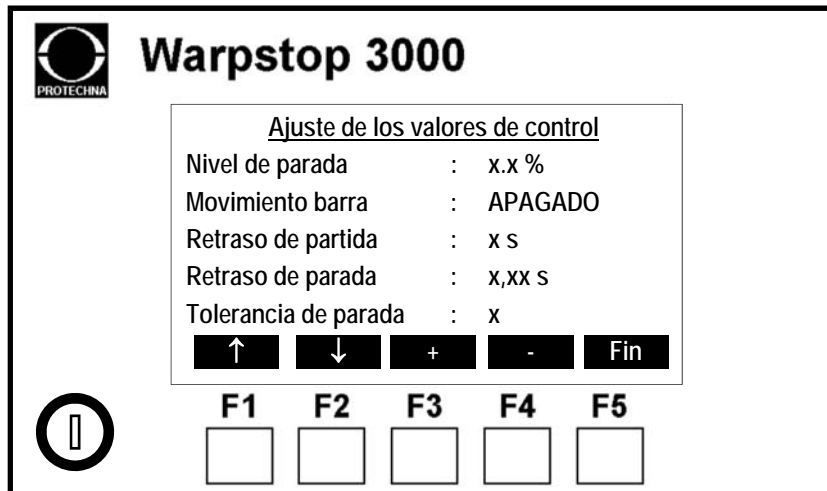 PROTECHNA
Warpstop 3000
Ajuste de los valores de control
Nivel de parada : x.x %
Movimiento barra : APAGADO
Retraso de partida : x s
Retraso de parada : x,xx s
Tolerancia de parada : x
↑ ↓ + - Fin
F1 F2 F3 F4 F5